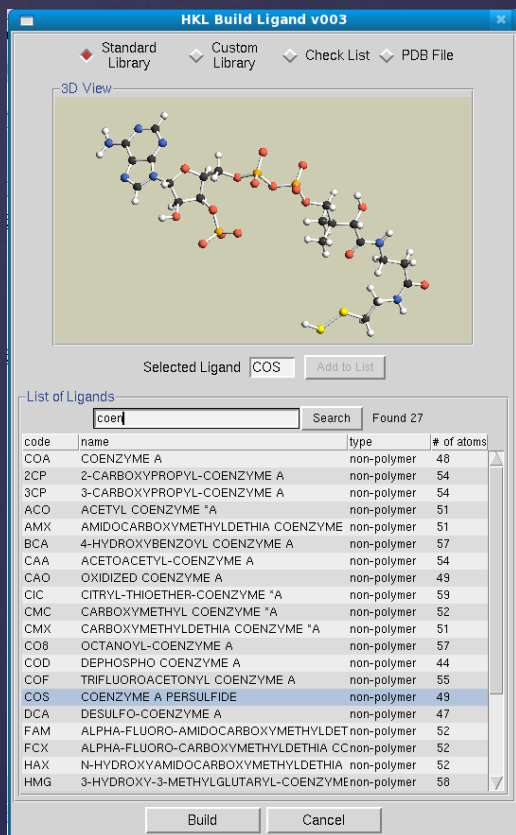 HKL Build Ligand v003
Standard Library
Custom Library
Check List
PDB File
3D View
Selected Ligand COS Add to List
List of Ligands
coen Search Found 27
code name type # of atoms
COA COENZYME A non-polymer 48
2CP 2-CARBOXYPROPYL-COENZYME A non-polymer 54
3CP 3-CARBOXYPROPYL-COENZYME A non-polymer 54
ACO ACETYL COENZYME *A non-polymer 51
AMX AMIDOCARBOXYMETHYLDETHIA COENZYME non-polymer 51
BCA 4-HYDROXYBENZOYL COENZYME A non-polymer 57
CAA ACETOACETYL-COENZYME A non-polymer 54
CAO OXIDIZED COENZYME A non-polymer 49
CIC CITRYL-THIOETHER-COENZYME *A non-polymer 59
CMC CARBOXYMETHYL COENZYME *A non-polymer 52
CMX CARBOXYMETHYLDETHIA COENZYME *A non-polymer 51
CO8 OCTANOYL-COENZYME A non-polymer 57
COD DEPHOSPHO COENZYME A non-polymer 44
COF TRIFLUOROACETONYL COENZYME A non-polymer 55
COS COENZYME A PERSULFIDE non-polymer 49
DCA DESULFO-COENZYME A non-polymer 47
FAM ALPHA-FLUORO-AMIDOCARBOXYMETHYLDET non-polymer 52
FCX ALPHA-FLUORO-CARBOXYMETHYLDETHIA CC non-polymer 52
HAX N-HYDROXYAMIDOCARBOXYMETHYLDETHIA non-polymer 52
HMG 3-HYDROXY-3-METHYLGLUTARYL-COENZYME non-polymer 58
Build Cancel